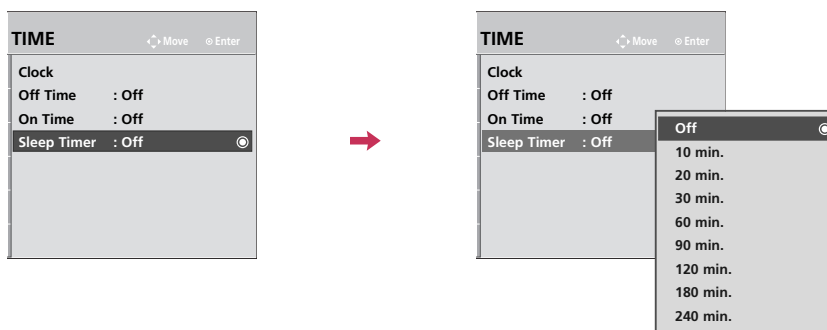 TIME Move Enter
Clock
Off Time : Off
On Time : Off
Sleep Timer : Off
TIME Move Enter
Clock
Off Time : Off
On Time : Off
Sleep Timer : Off
Off
10 min.
20 min.
30 min.
60 min.
90 min.
120 min.
180 min.
240 min.